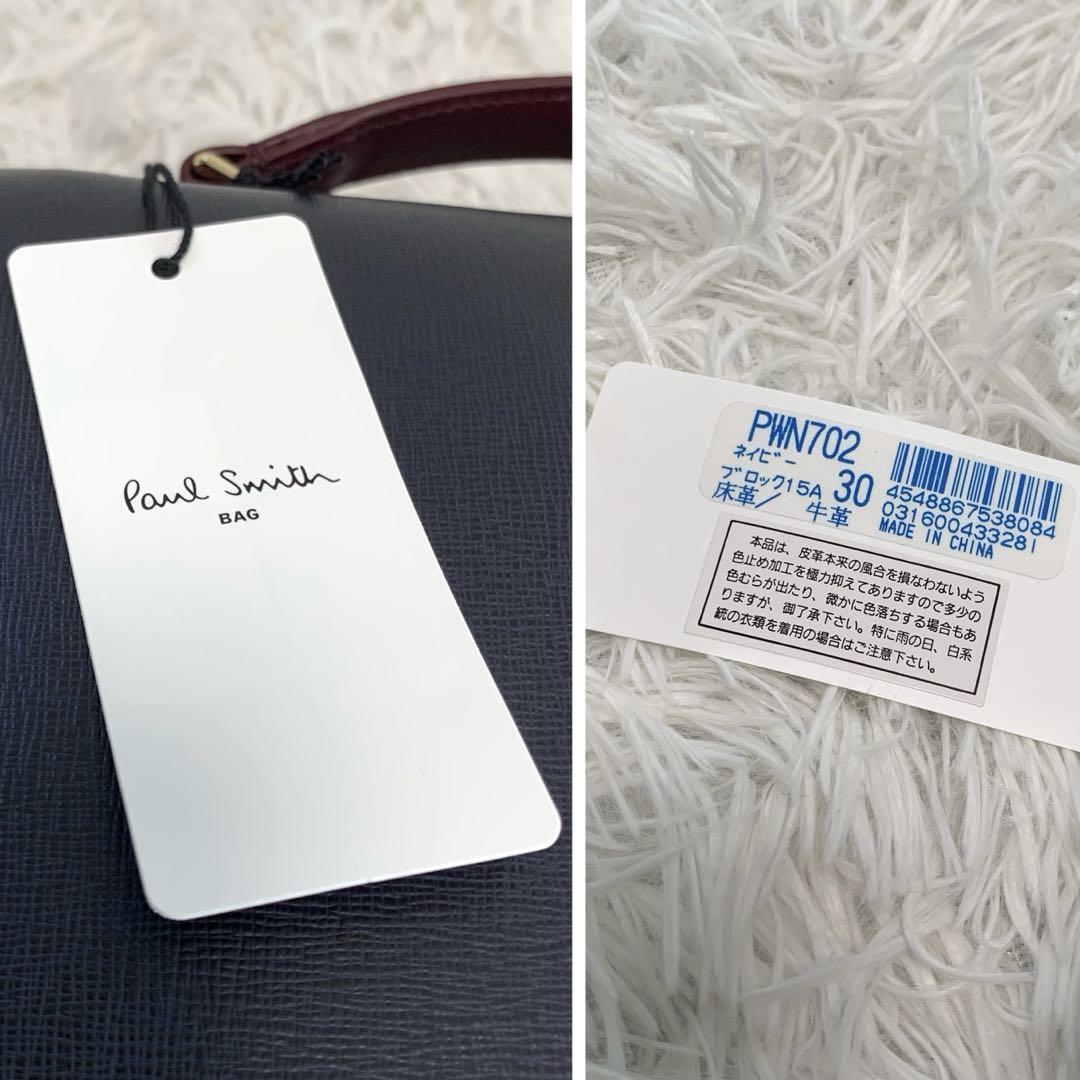 Paul Smith
BAG
PWN702
ネイビー
ブロック15A 30
床革/ 牛革
4548867538084
031600433281
MADE IN CHINA
本品は、皮革本来の風合を損なわないよう
色止め加工を極力抑えてありますので多少の
色むらが出たり、微かに色落ちする場合もあ
りますが、御了承下さい。特に雨の日、白系
統の衣類を着用の場合はご注意下さい。